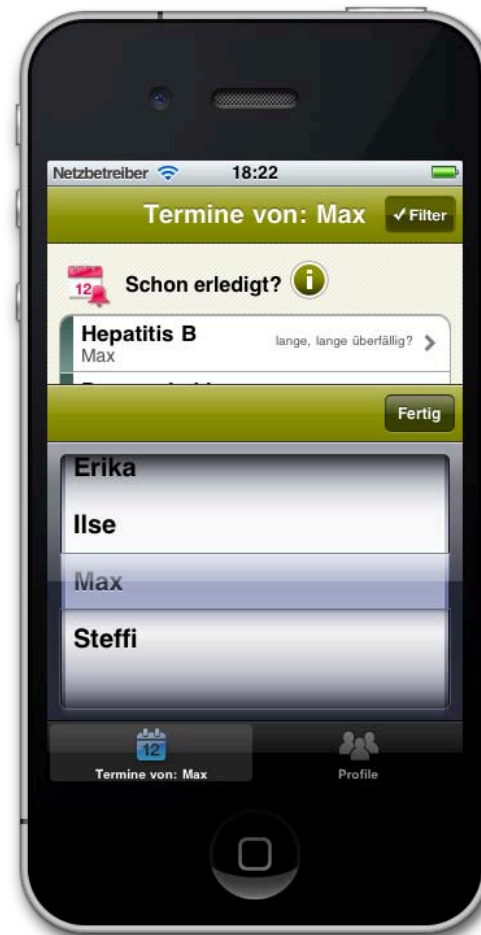 Netzbetreiber 18:22
Termine von: Max ✓ Filter
12 Schon erledigt? i
Hepatitis B lange, lange überfällig?
Max
Fertig
Erika
Ilse
Max
Steffi
12
Termine von: Max Profile